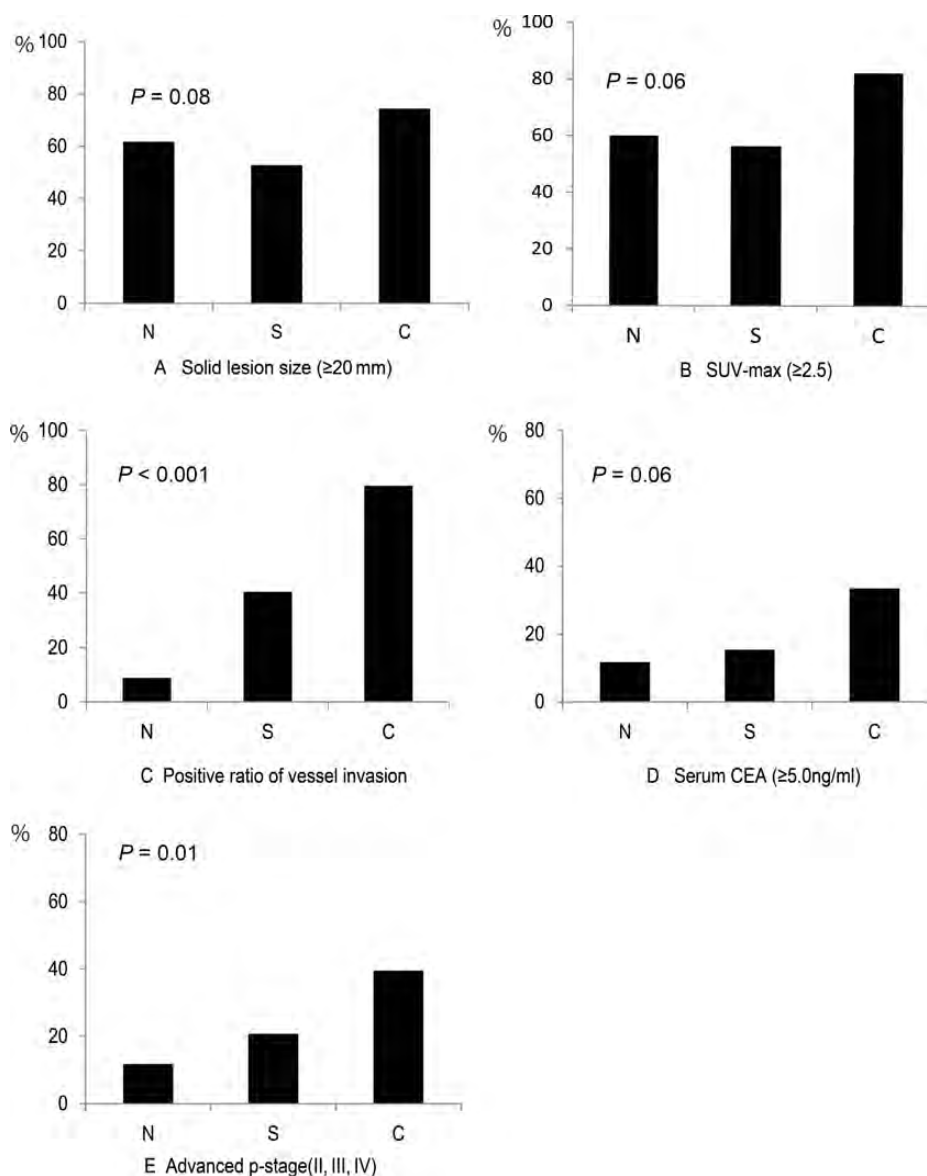 %
100
80
60
40
20
0
P = 0.08
N S C
A Solid lesion size (≥20 mm)
%
100
80
60
40
20
0
P = 0.06
N S C
B SUV-max (≥2.5)
%
100
80
60
40
20
0
P < 0.001
N S C
C Positive ratio of vessel invasion
%
80
60
40
20
0
P = 0.06
N S C
D Serum CEA (≥5.0ng/ml)
%
80
60
40
20
0
P = 0.01
N S C
E Advanced p-stage(II, III, IV)